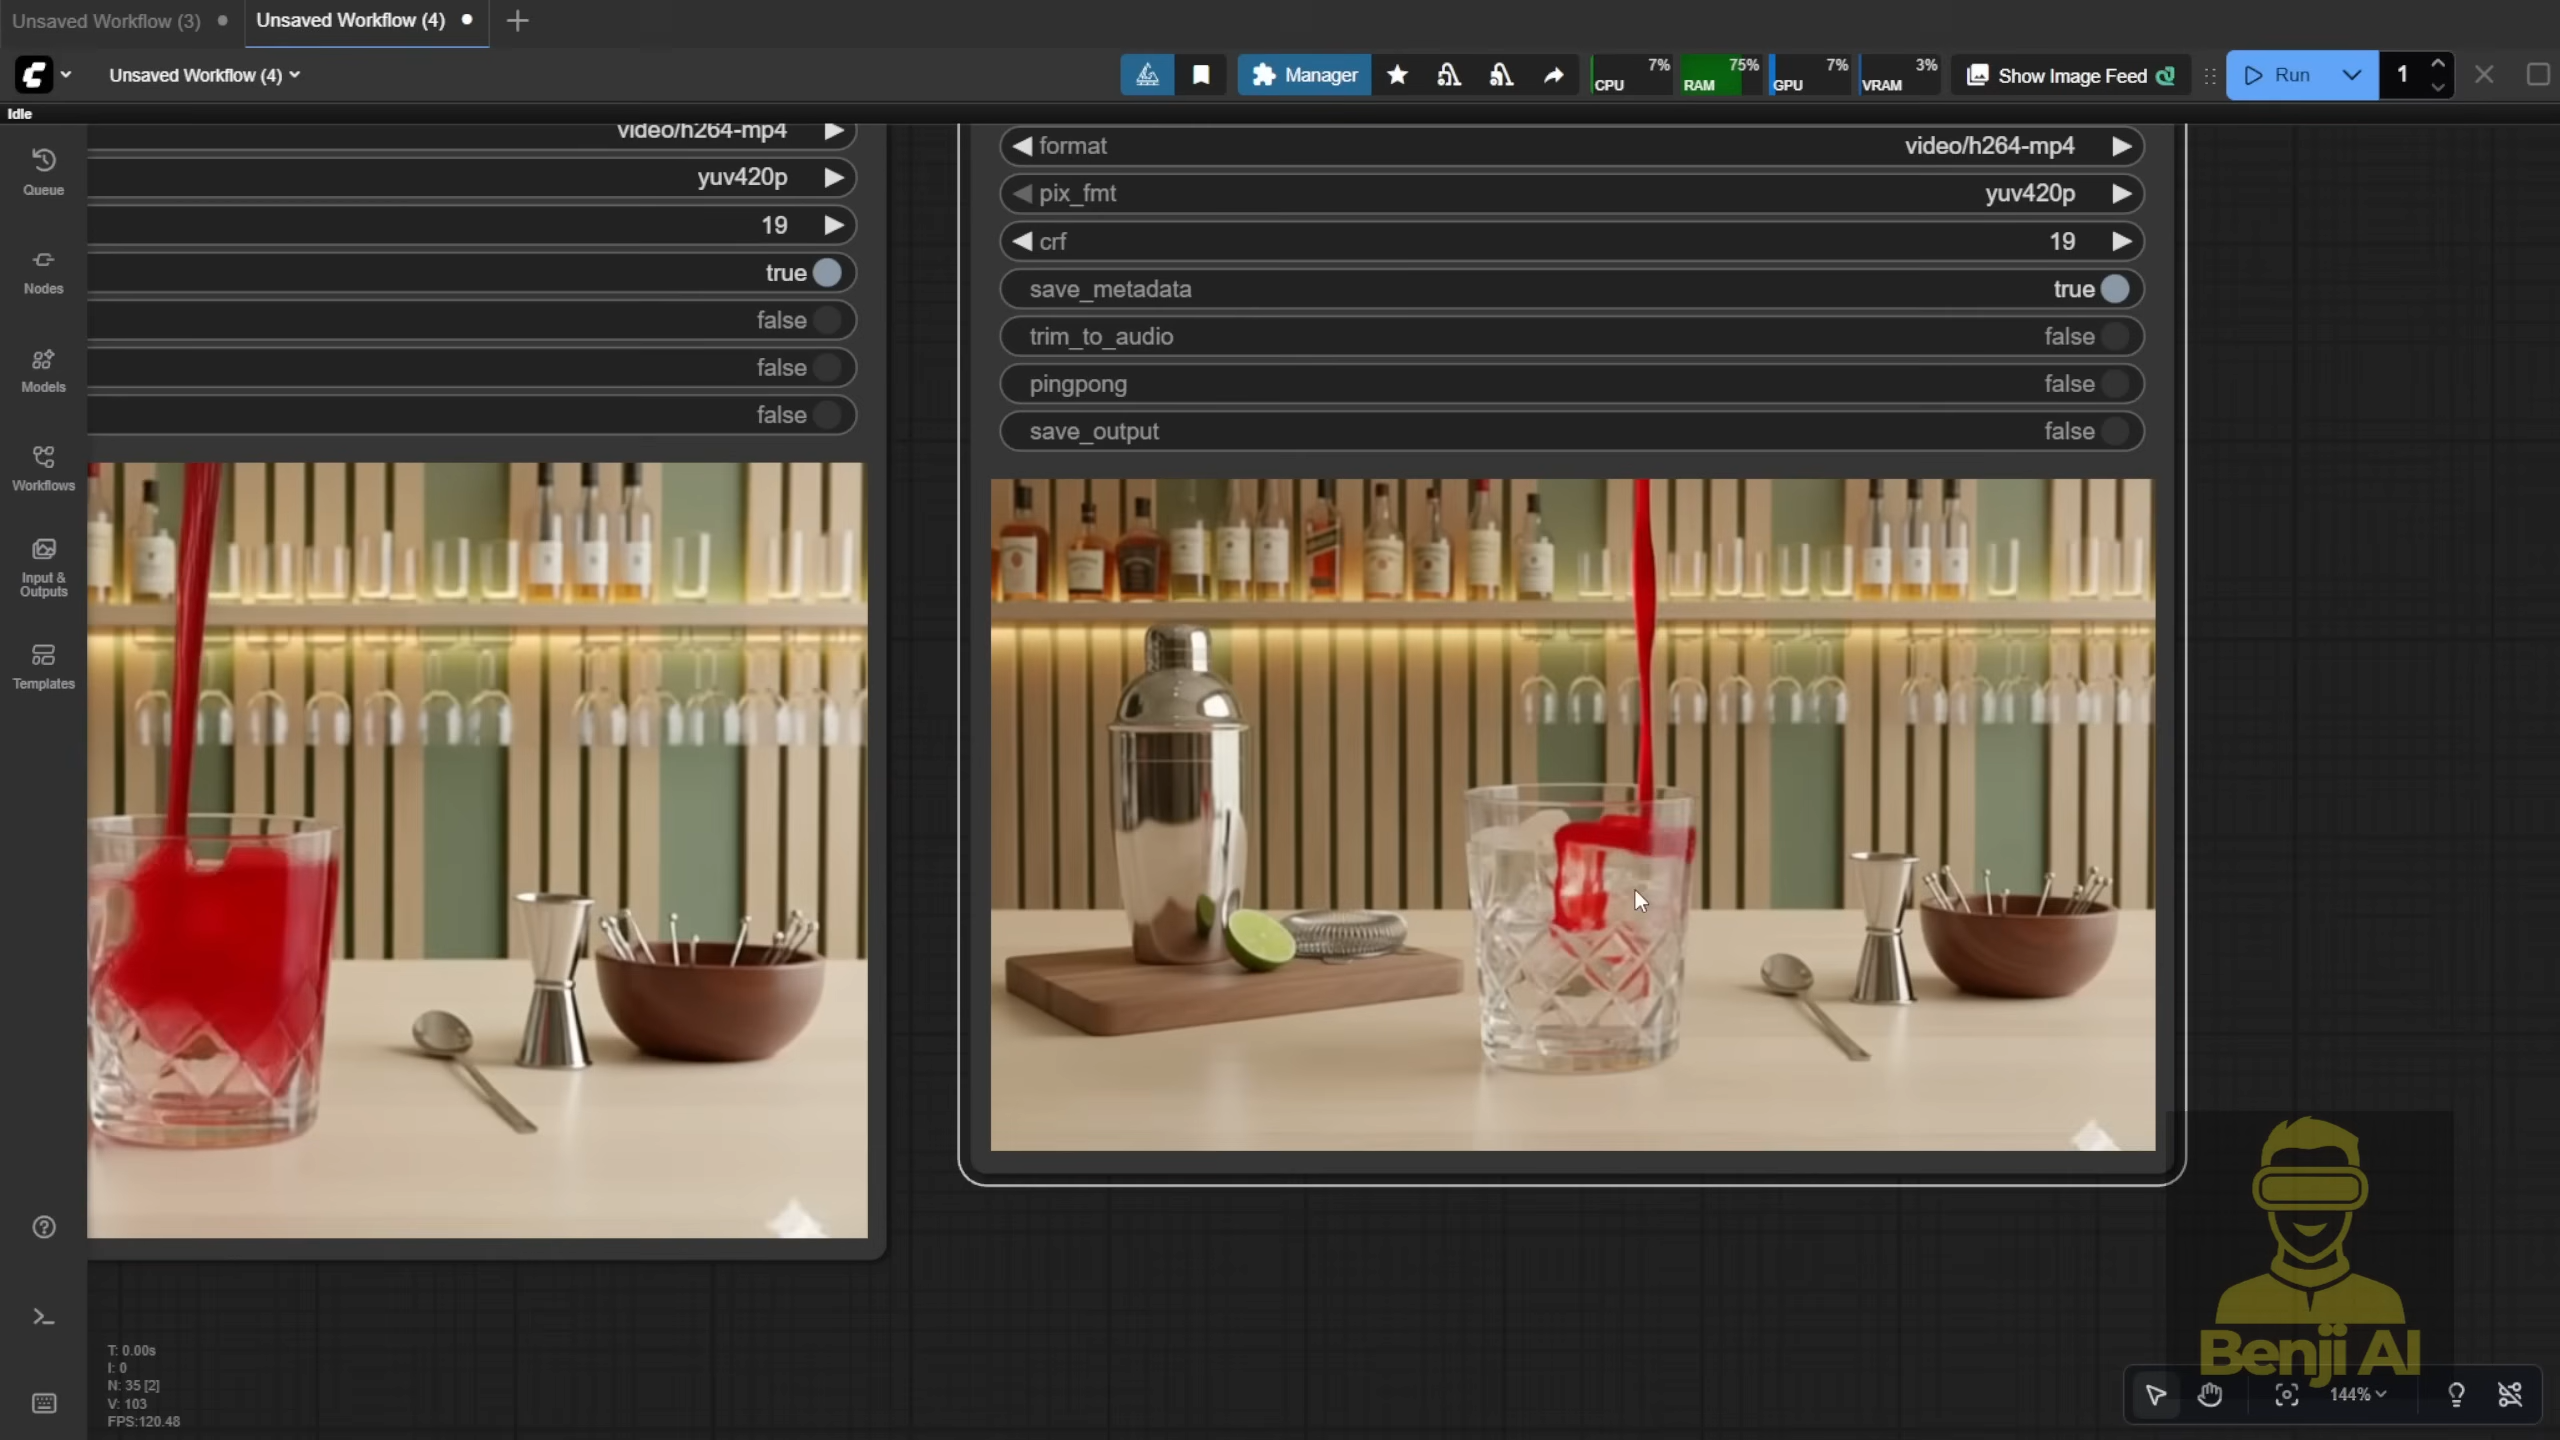 Unsaved Workflow (3)
Unsaved Workflow (4)
Unsaved Workflow (4)
Manager
CPU 7%
RAM 75%
GPU 7%
VRAM 3%
Show Image Feed
Run
1
Idle
Queue
Nodes
Models
Workflows
Input &
Outputs
Templates
video/h264-mp4
yuv420p
19
true
false
false
false
format video/h264-mp4
pix_fmt yuv420p
crf 19
save_metadata true
trim_to_audio false
pingpong false
save_output false
T: 0.00s
I: 0
N: 35 [2]
V: 103
FPS:120.48
Benji AI
144%